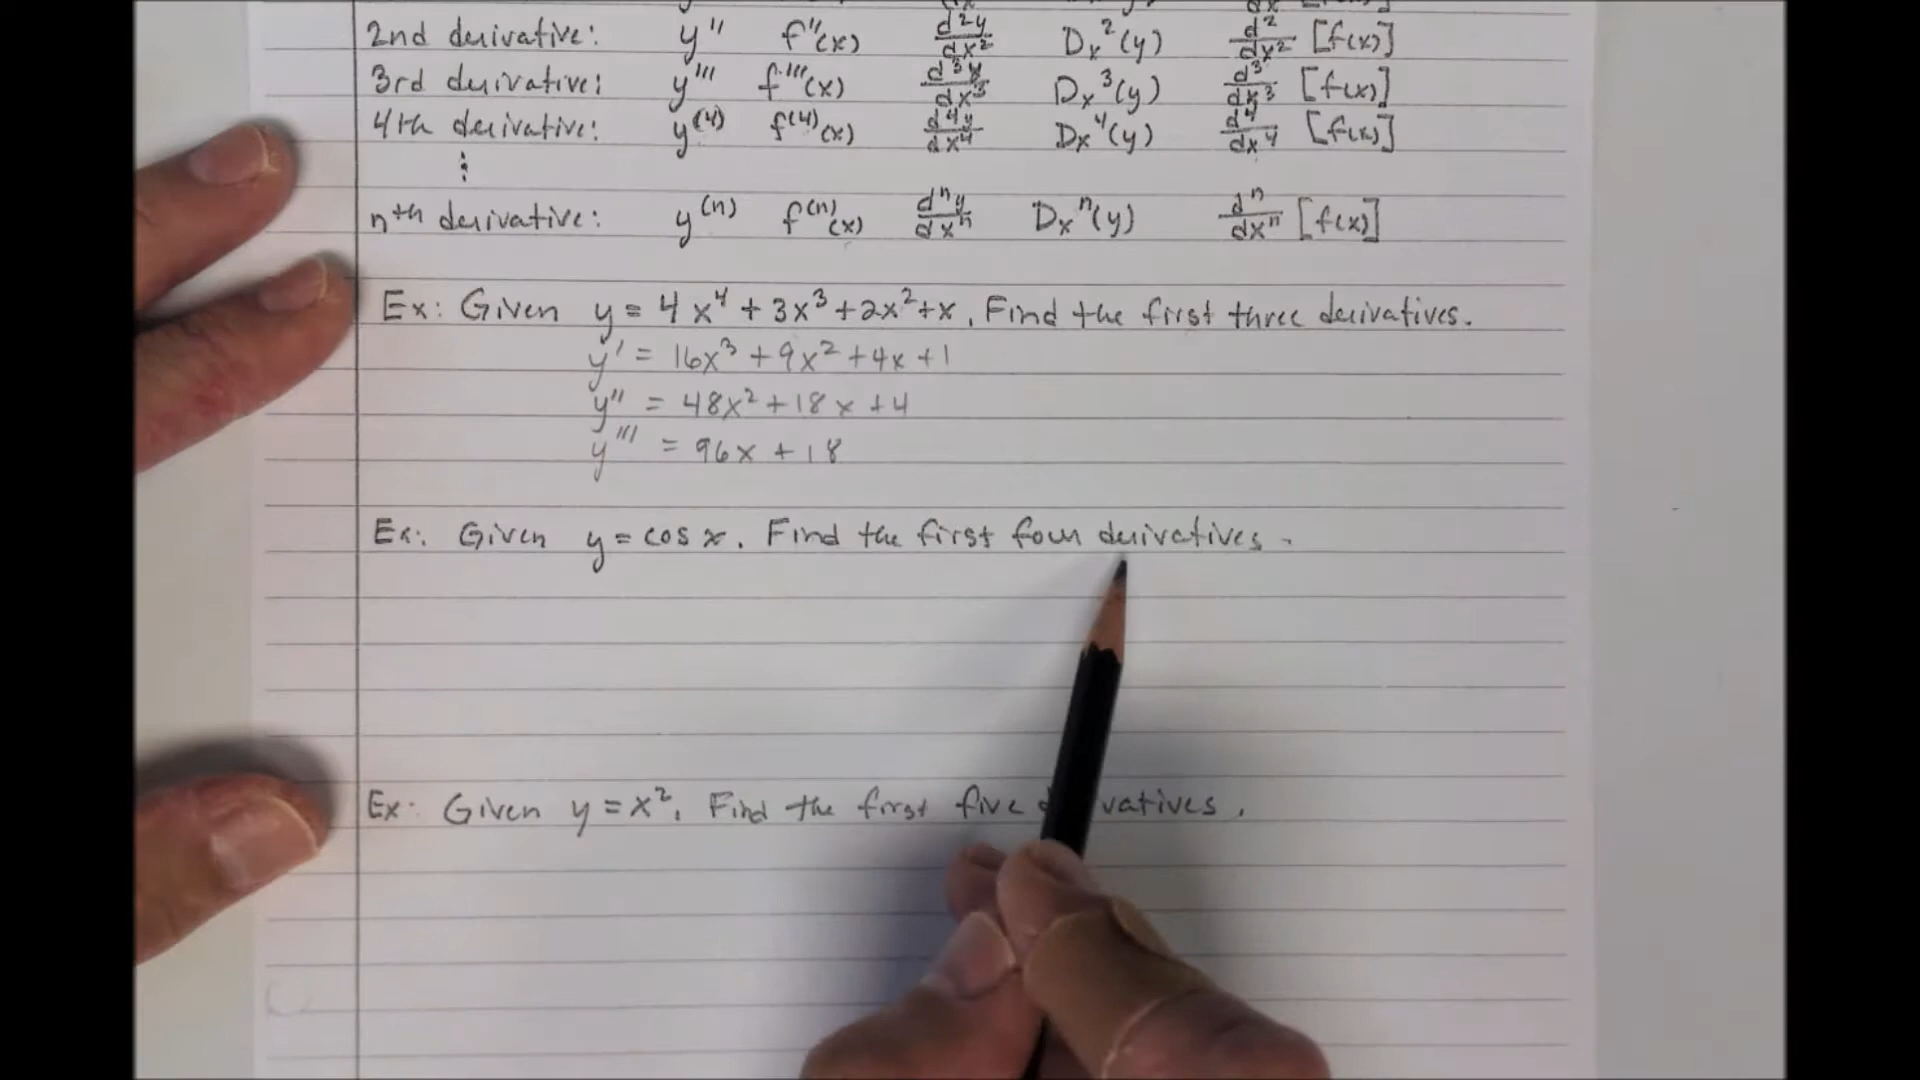 2nd derivative: y'' f''(x) d²y/dx² Dx²(y) d²/dx² [f(x)]
3rd derivative: y''' f'''(x) d³y/dx³ Dx³(y) d³/dx³ [f(x)]
4th derivative: y⁽⁴⁾ f⁽⁴⁾(x) d⁴y/dx⁴ Dx⁴(y) d⁴/dx⁴ [f(x)]
⋮
nᵗʰ derivative: y⁽ⁿ⁾ f⁽ⁿ⁾(x) dⁿy/dxⁿ Dxⁿ(y) dⁿ/dxⁿ [f(x)]
Ex: Given y = 4x⁴ + 3x³ + 2x² + x. Find the first three derivatives.
y' = 16x³ + 9x² + 4x + 1
y'' = 48x² + 18x + 4
y''' = 96x + 18
Ex: Given y = cos x. Find the first four derivatives.
Ex: Given y = x². Find the first five vatives.